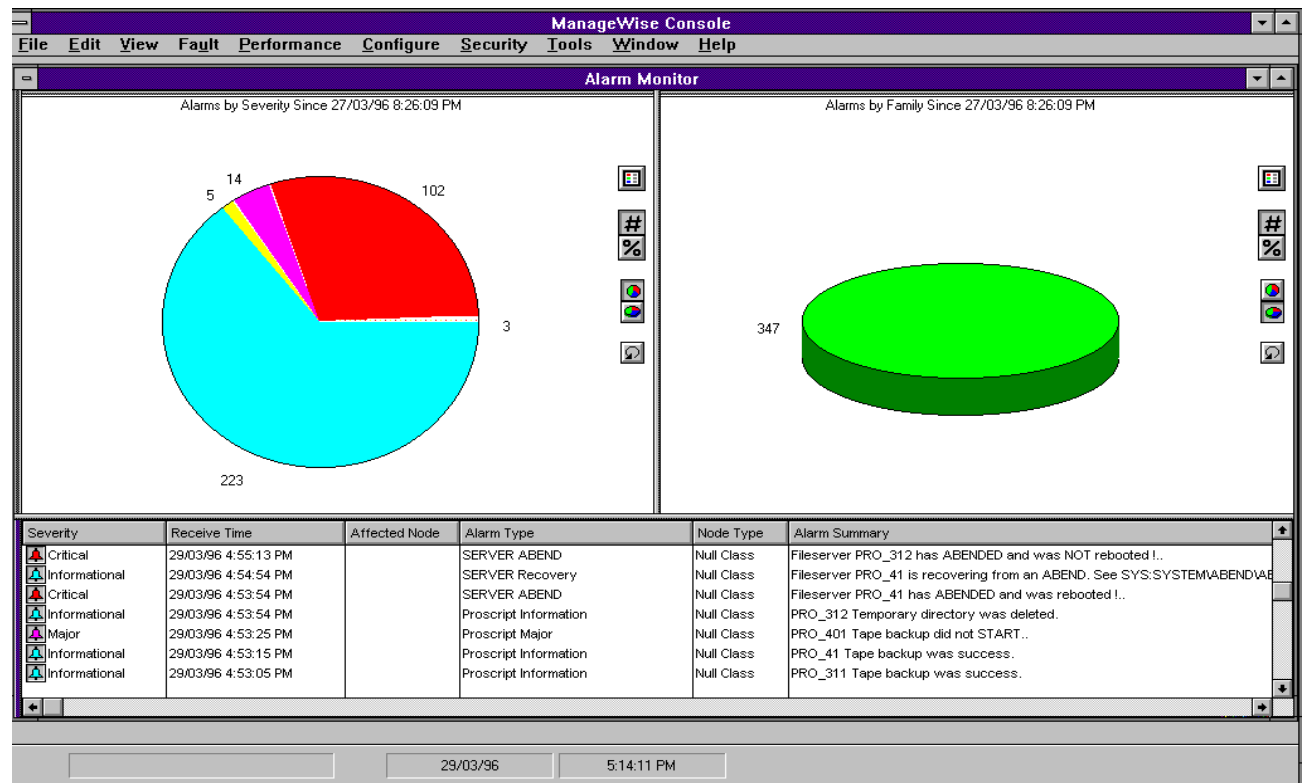 ManageWise Console
File Edit View Fault Performance Configure Security Tools Window Help
Alarm Monitor
Alarms by Severity Since 27/03/96 8:26:09 PM
Alarms by Family Since 27/03/96 8:26:09 PM
14
5
102
3
223
#
%
347
#
%
Severity Receive Time Affected Node Alarm Type Node Type Alarm Summary
Critical 29/03/96 4:55:13 PM SERVER ABEND Null Class Fileserver PRO_312 has ABENDED and was NOT rebooted !..
Informational 29/03/96 4:54:54 PM SERVER Recovery Null Class Fileserver PRO_41 is recovering from an ABEND. See SYS:SYSTEM\ABEND\AE
Critical 29/03/96 4:53:54 PM SERVER ABEND Null Class Fileserver PRO_41 has ABENDED and was rebooted !..
Informational 29/03/96 4:53:54 PM Proscript Information Null Class PRO_312 Temporary directory was deleted.
Major 29/03/96 4:53:25 PM Proscript Major Null Class PRO_401 Tape backup did not START..
Informational 29/03/96 4:53:15 PM Proscript Information Null Class PRO_41 Tape backup was success.
Informational 29/03/96 4:53:05 PM Proscript Information Null Class PRO_311 Tape backup was success.
29/03/96 5:14:11 PM